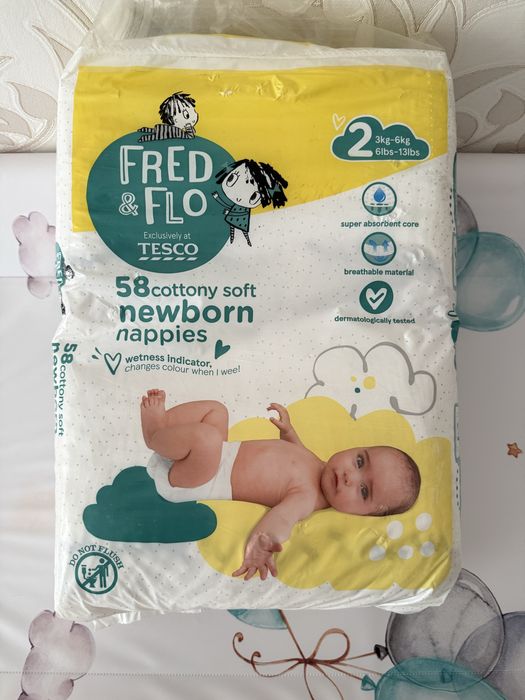 FRED
& FLO
Exclusively at
TESCO
2
3kg-6kg
6lbs-13lbs
super absorbent core
breathable material
dermatologically tested
58 cottony soft
newborn
nappies
wetness indicator,
changes colour when I wee!
58 cottony soft
DO NOT FLUSH